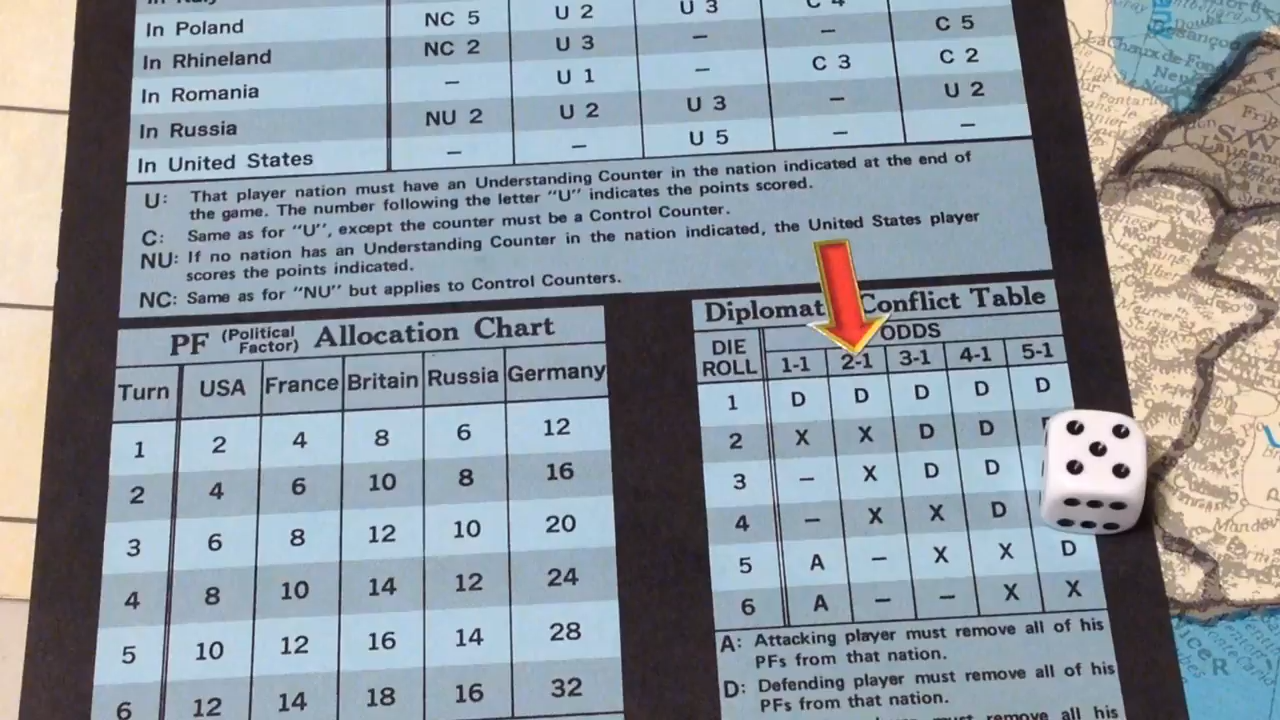 In Poland NC 5 U 2 U 3 C 4
In Rhineland NC 2 U 3 – – C 5
In Romania – U 1 – C 3 C 2
In Russia NU 2 U 2 U 3 – U 2
In United States – – U 5 – –
U: That player nation must have an Understanding Counter in the nation indicated at the end of
the game. The number following the letter "U" indicates the points scored.
C: Same as for "U", except the counter must be a Control Counter.
NU: If no nation has an Understanding Counter in the nation indicated, the United States player
scores the points indicated.
NC: Same as for "NU" but applies to Control Counters.
PF (Political Factor) Allocation Chart
Turn USA France Britain Russia Germany
1 2 4 8 6 12
2 4 6 10 8 16
3 6 8 12 10 20
4 8 10 14 12 24
5 10 12 16 14 28
6 12 14 18 16 32
Diplomat Conflict Table
DIE ROLL ODDS
1-1 2-1 3-1 4-1 5-1
1 D D D D D
2 X X D D
3 – X D D
4 – X X D
5 A – X X D
6 A – – X X
A: Attacking player must remove all of his
PFs from that nation.
D: Defending player must remove all of his
PFs from that nation.
must remove all his